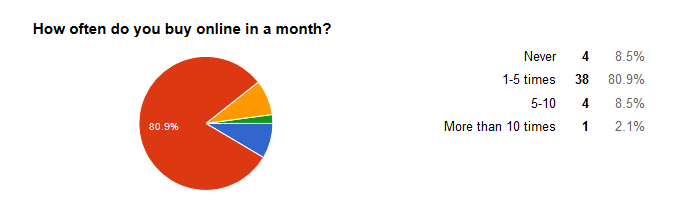 How often do you buy online in a month?
80.9%
Never 4 8.5%
1-5 times 38 80.9%
5-10 4 8.5%
More than 10 times 1 2.1%